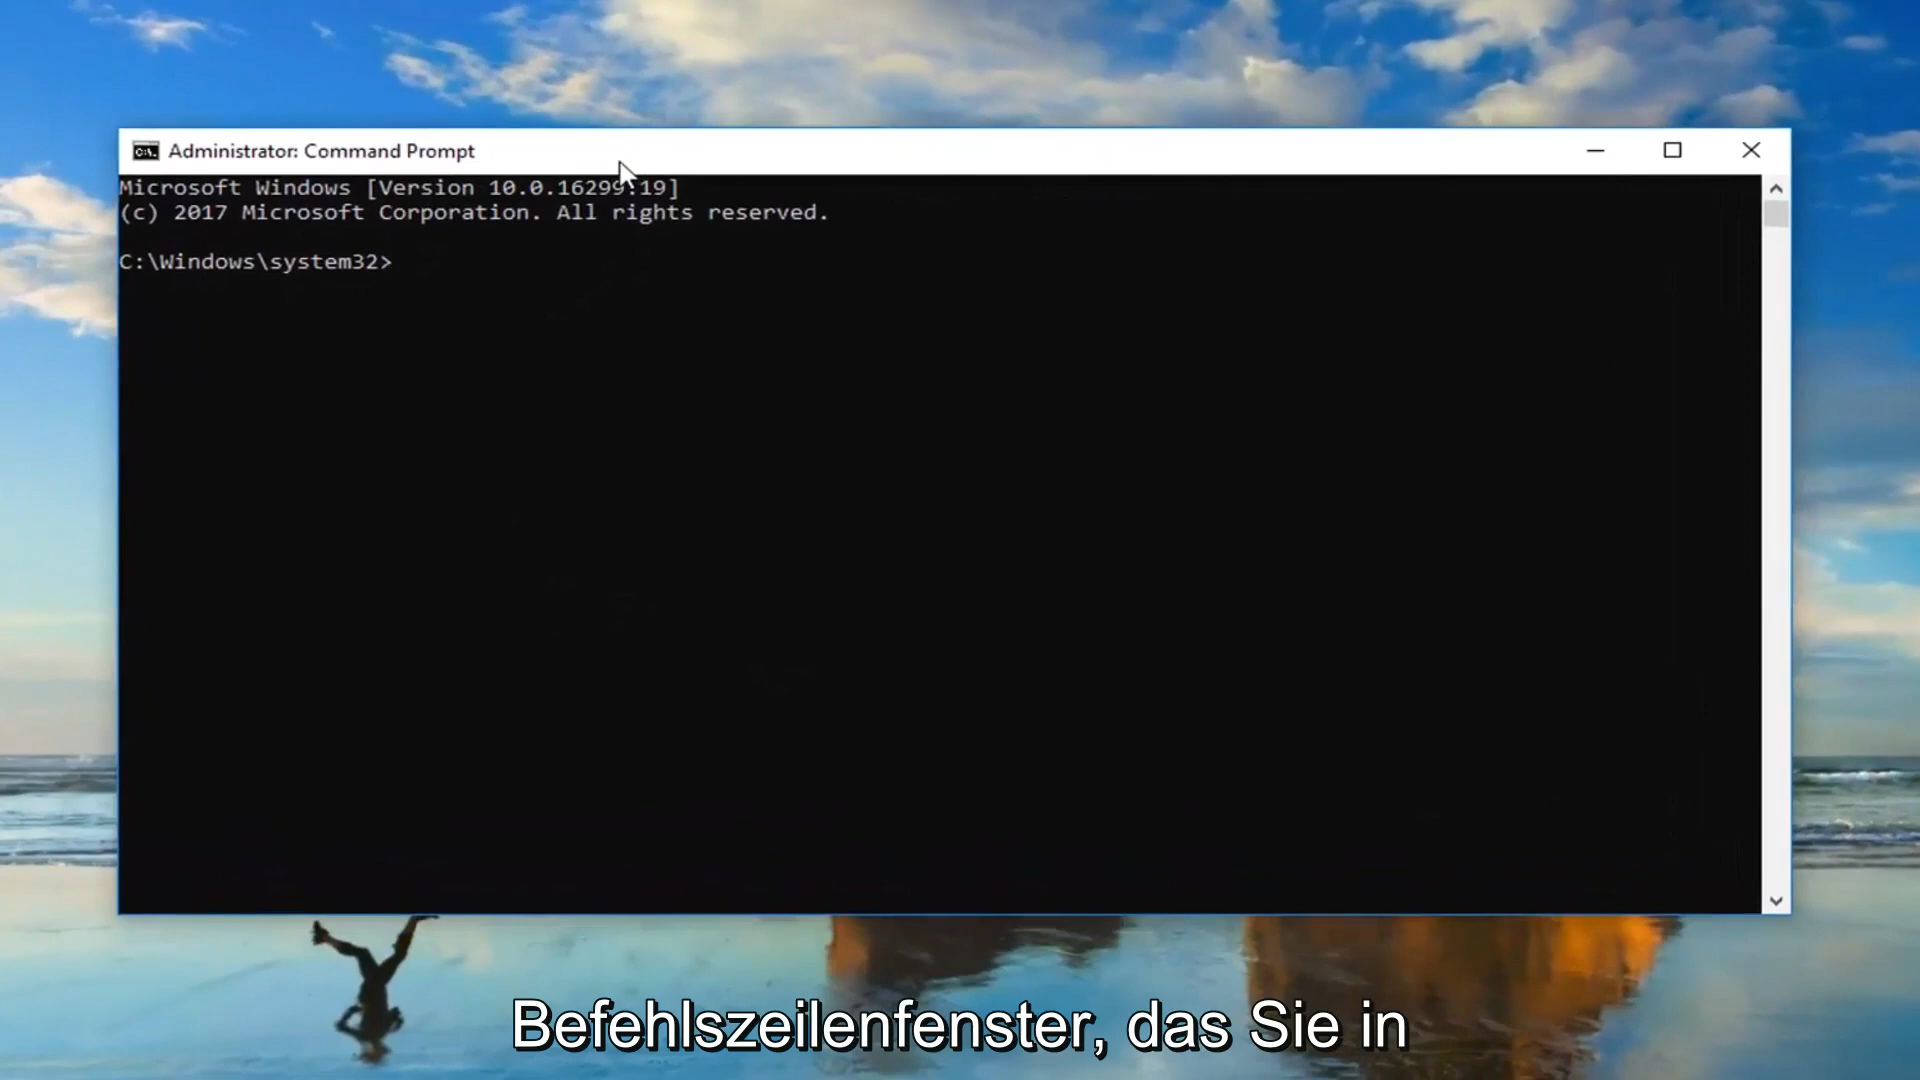 Administrator: Command Prompt
Microsoft Windows [Version 10.0.16299.19]
(c) 2017 Microsoft Corporation. All rights reserved.
C:\Windows\system32>
Befehlszeilenfenster, das Sie in